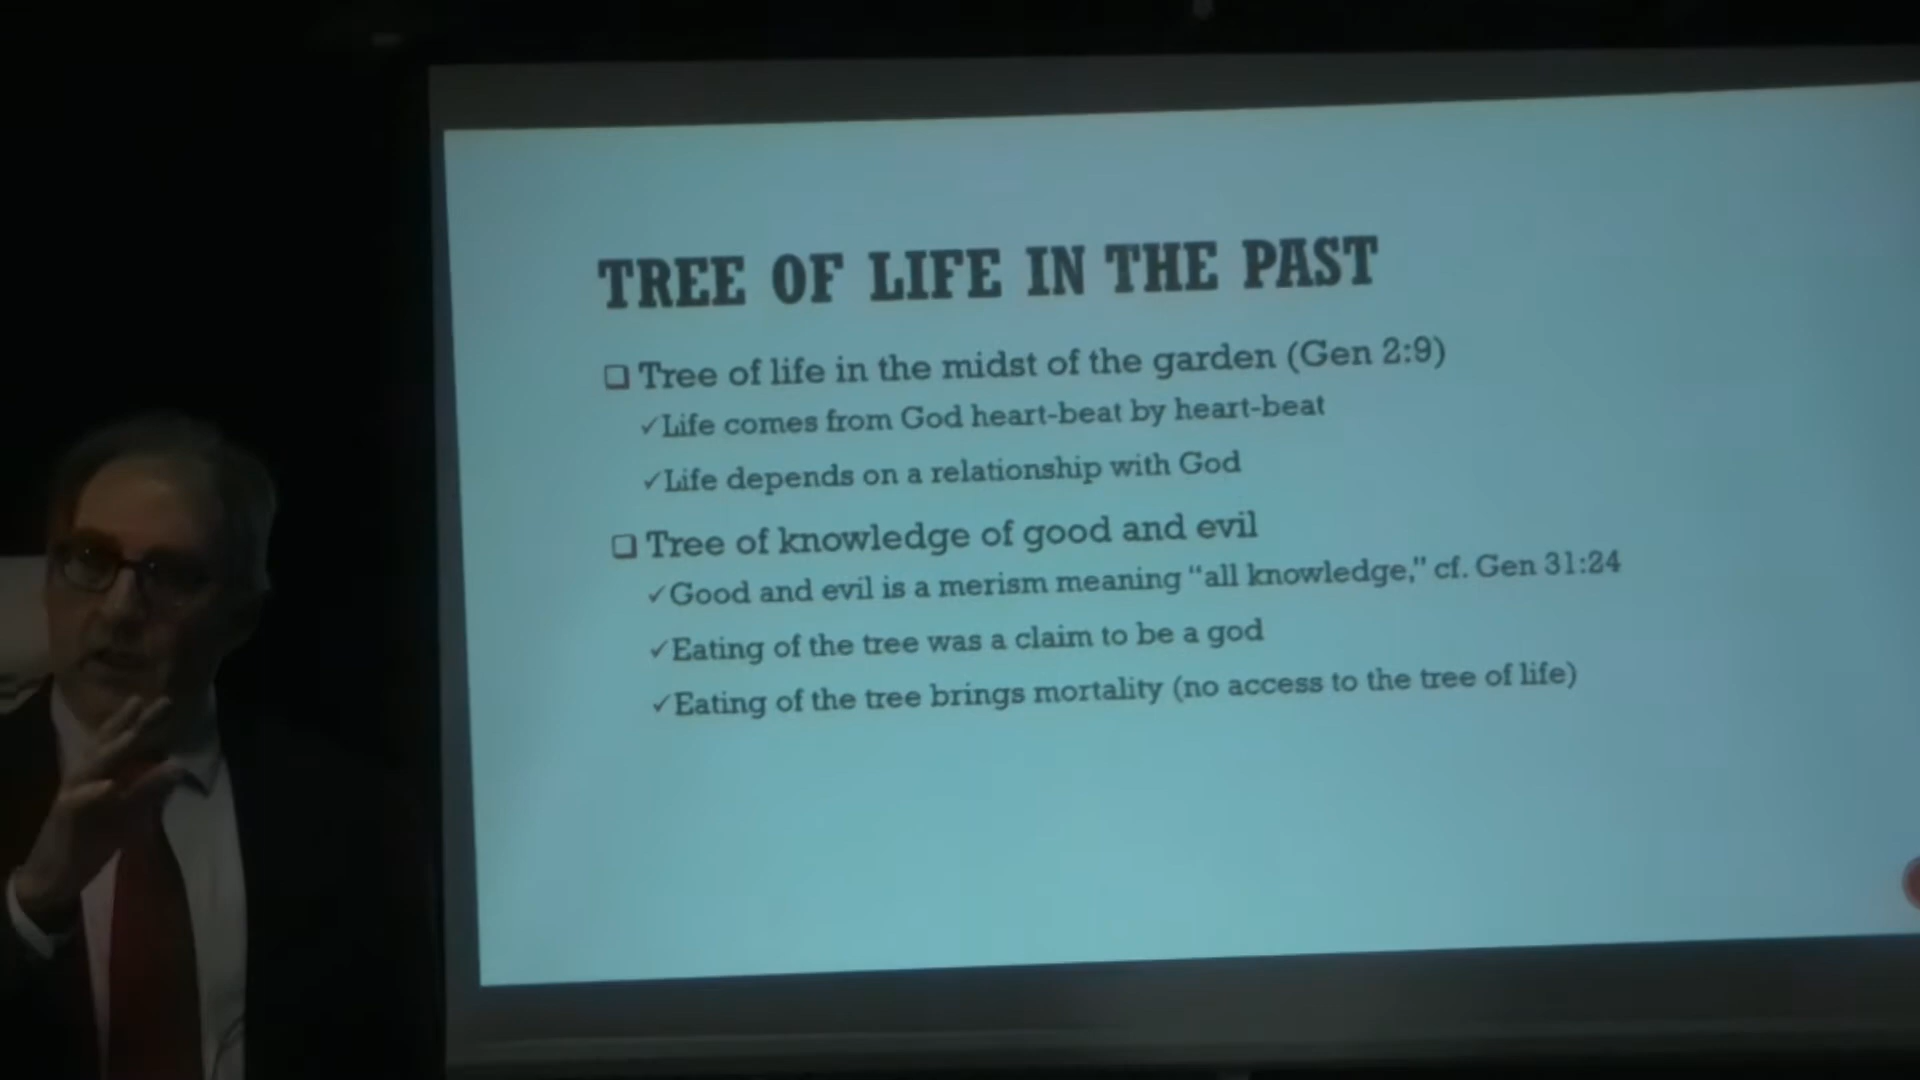 TREE OF LIFE IN THE PAST
❑ Tree of life in the midst of the garden (Gen 2:9)
✓Life comes from God heart-beat by heart-beat
✓Life depends on a relationship with God
❑ Tree of knowledge of good and evil
✓Good and evil is a merism meaning “all knowledge,” cf. Gen 31:24
✓Eating of the tree was a claim to be a god
✓Eating of the tree brings mortality (no access to the tree of life)